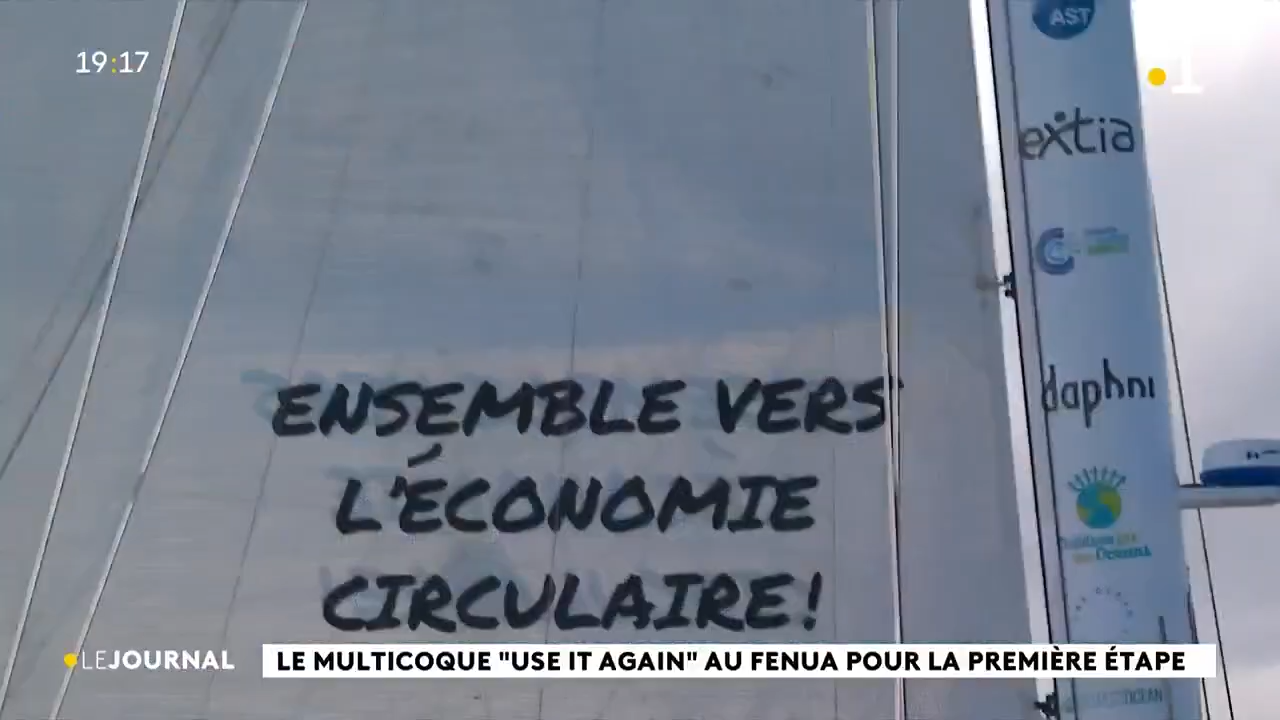 19:17
1
AST
extia
daphni
ENSEMBLE VERS
L'ÉCONOMIE
CIRCULAIRE!
LEJOURNAL
LE MULTICOQUE "USE IT AGAIN" AU FENUA POUR LA PREMIÈRE ÉTAPE